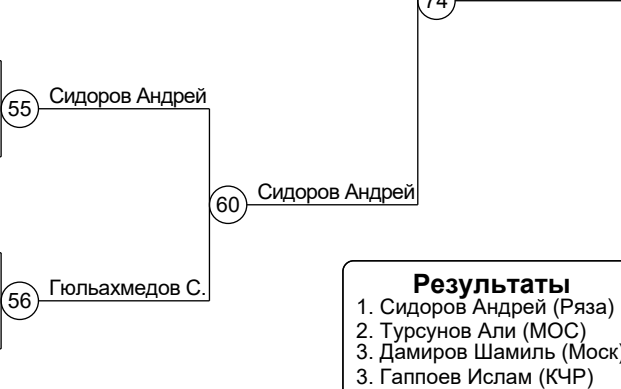 74
Сидоров Андрей
55
Сидоров Андрей
60
Гюльахмедов С.
56
Результаты
1. Сидоров Андрей (Ряза)
2. Турсунов Али (МОС)
3. Дамиров Шамиль (Моск)
3. Гаппоев Ислам (КЧР)